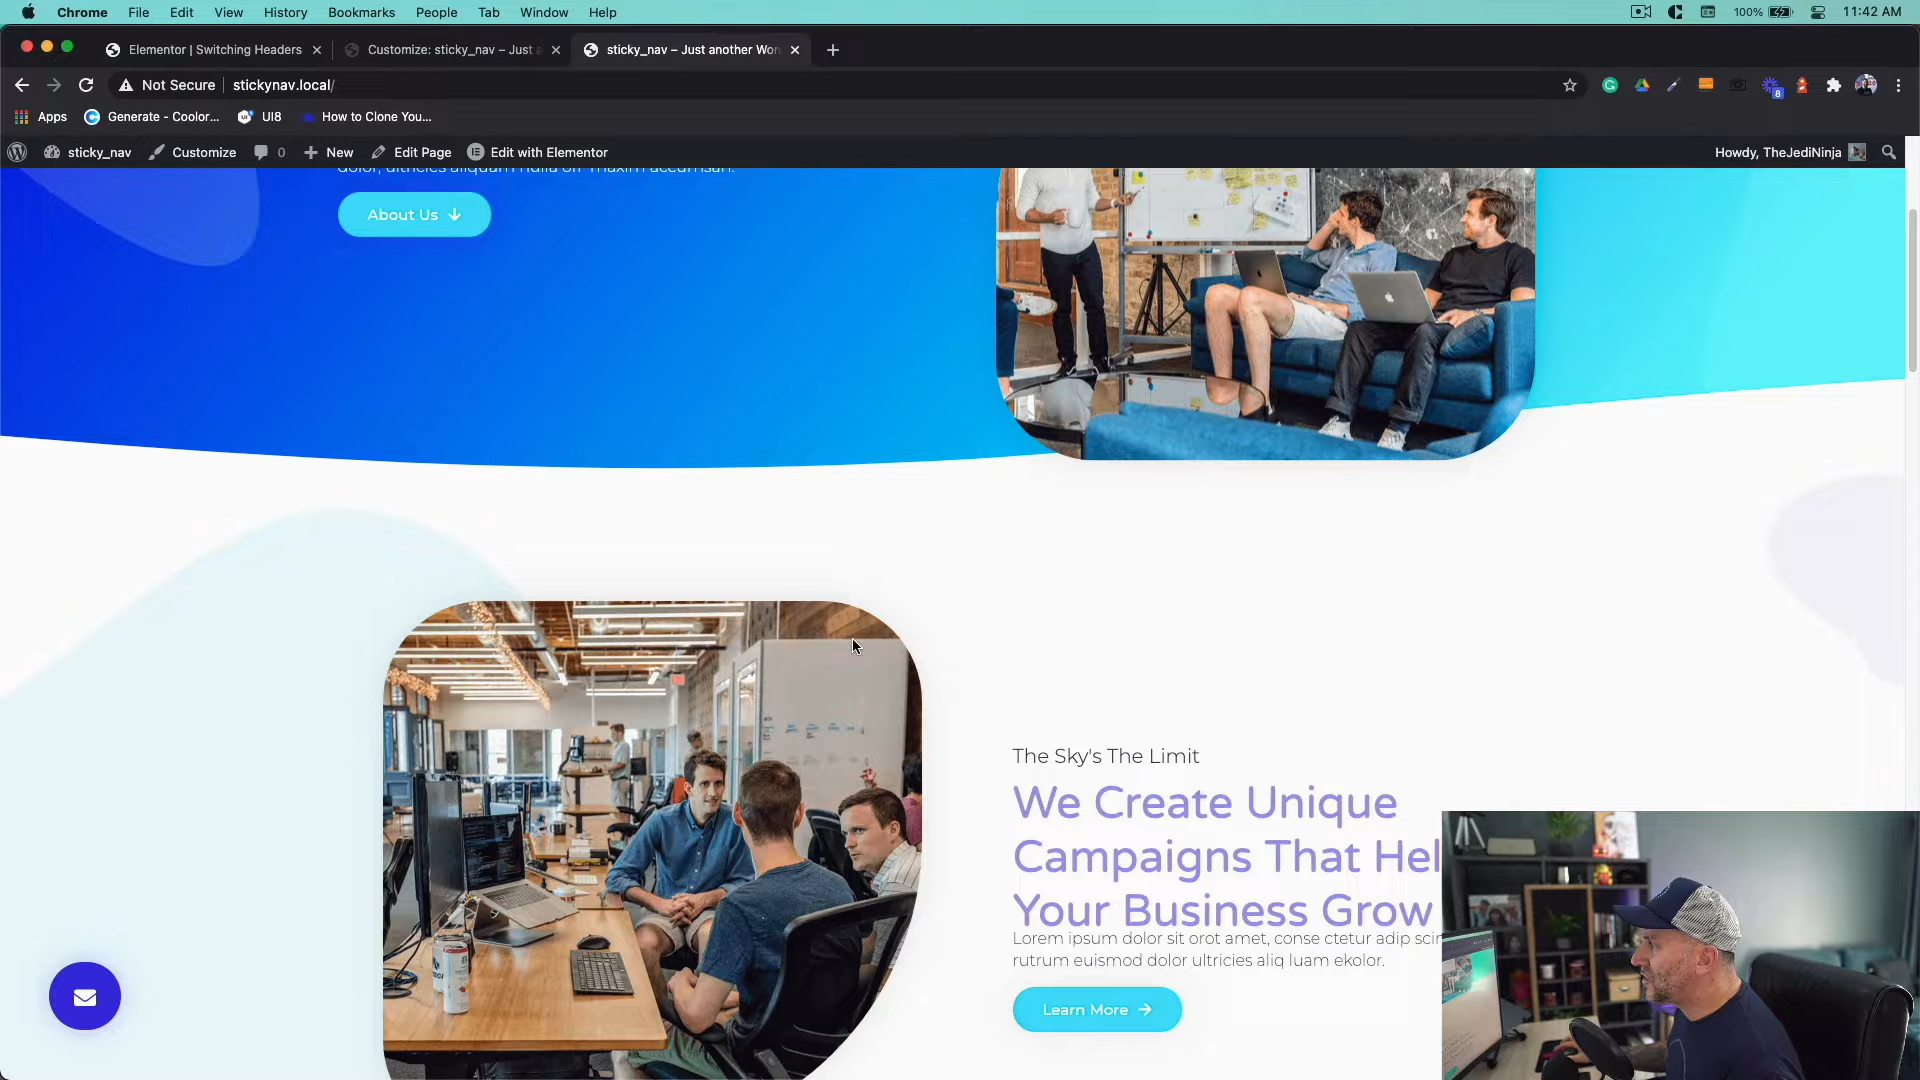 Chrome File Edit View History Bookmarks People Tab Window Help 100% 11:42 AM
Elementor | Switching Headers Customize: sticky_nav – Just a sticky_nav – Just another Wor
Not Secure stickynav.local/ 8
Apps Generate - Coolor... UI8 How to Clone You...
sticky_nav Customize 0 New Edit Page Edit with Elementor Howdy, TheJediNinja
About Us
The Sky's The Limit
We Create Unique
Campaigns That Hel
Your Business Grow
Lorem ipsum dolor sit orot amet, conse ctetur adip scin
rutrum euismod dolor ultricies aliq luam ekolor.
Learn More